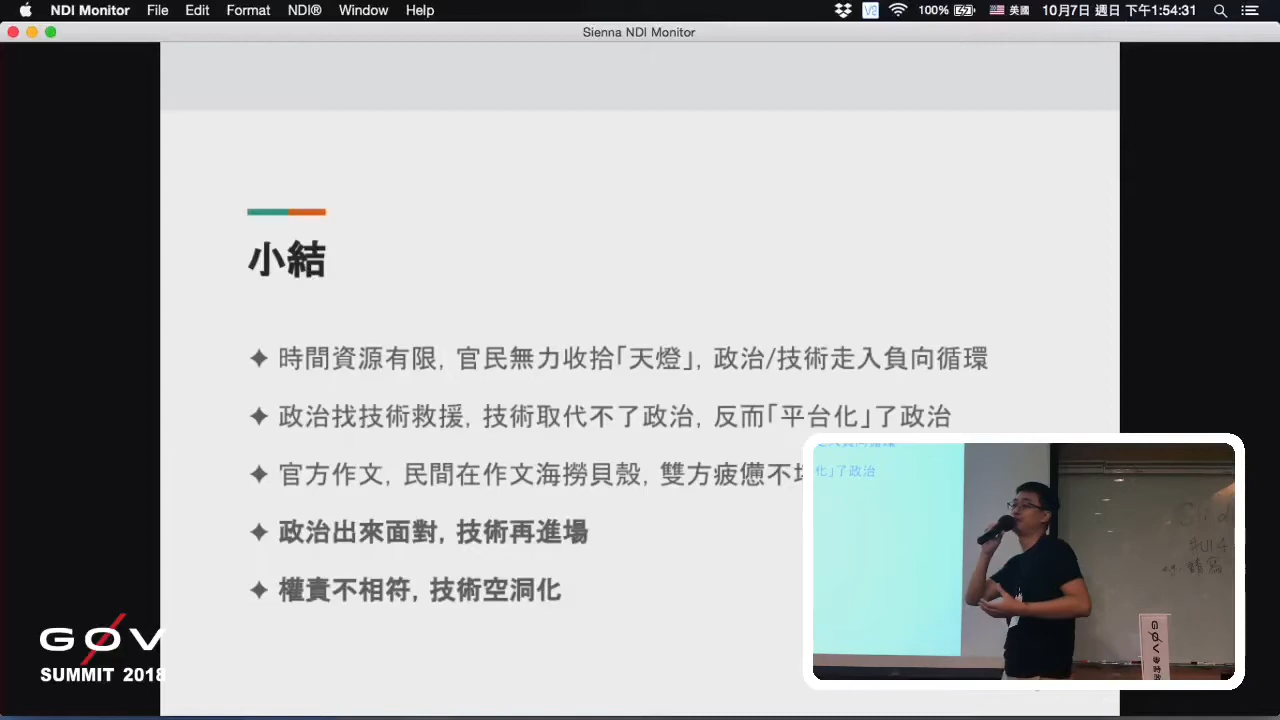 NDI Monitor File Edit Format NDI® Window Help 100% 美國 10月7日 週日 下午1:54:31
Sienna NDI Monitor
小結
✦ 時間資源有限, 官民無力收拾「天燈」, 政治/技術走入負向循環
✦ 政治找技術救援, 技術取代不了政治, 反而「平台化」了政治
✦ 官方作文, 民間在作文海撈貝殼, 雙方疲憊不
✦ 政治出來面對, 技術再進場
✦ 權責不相符, 技術空洞化
化」了政治
G0V
SUMMIT 2018